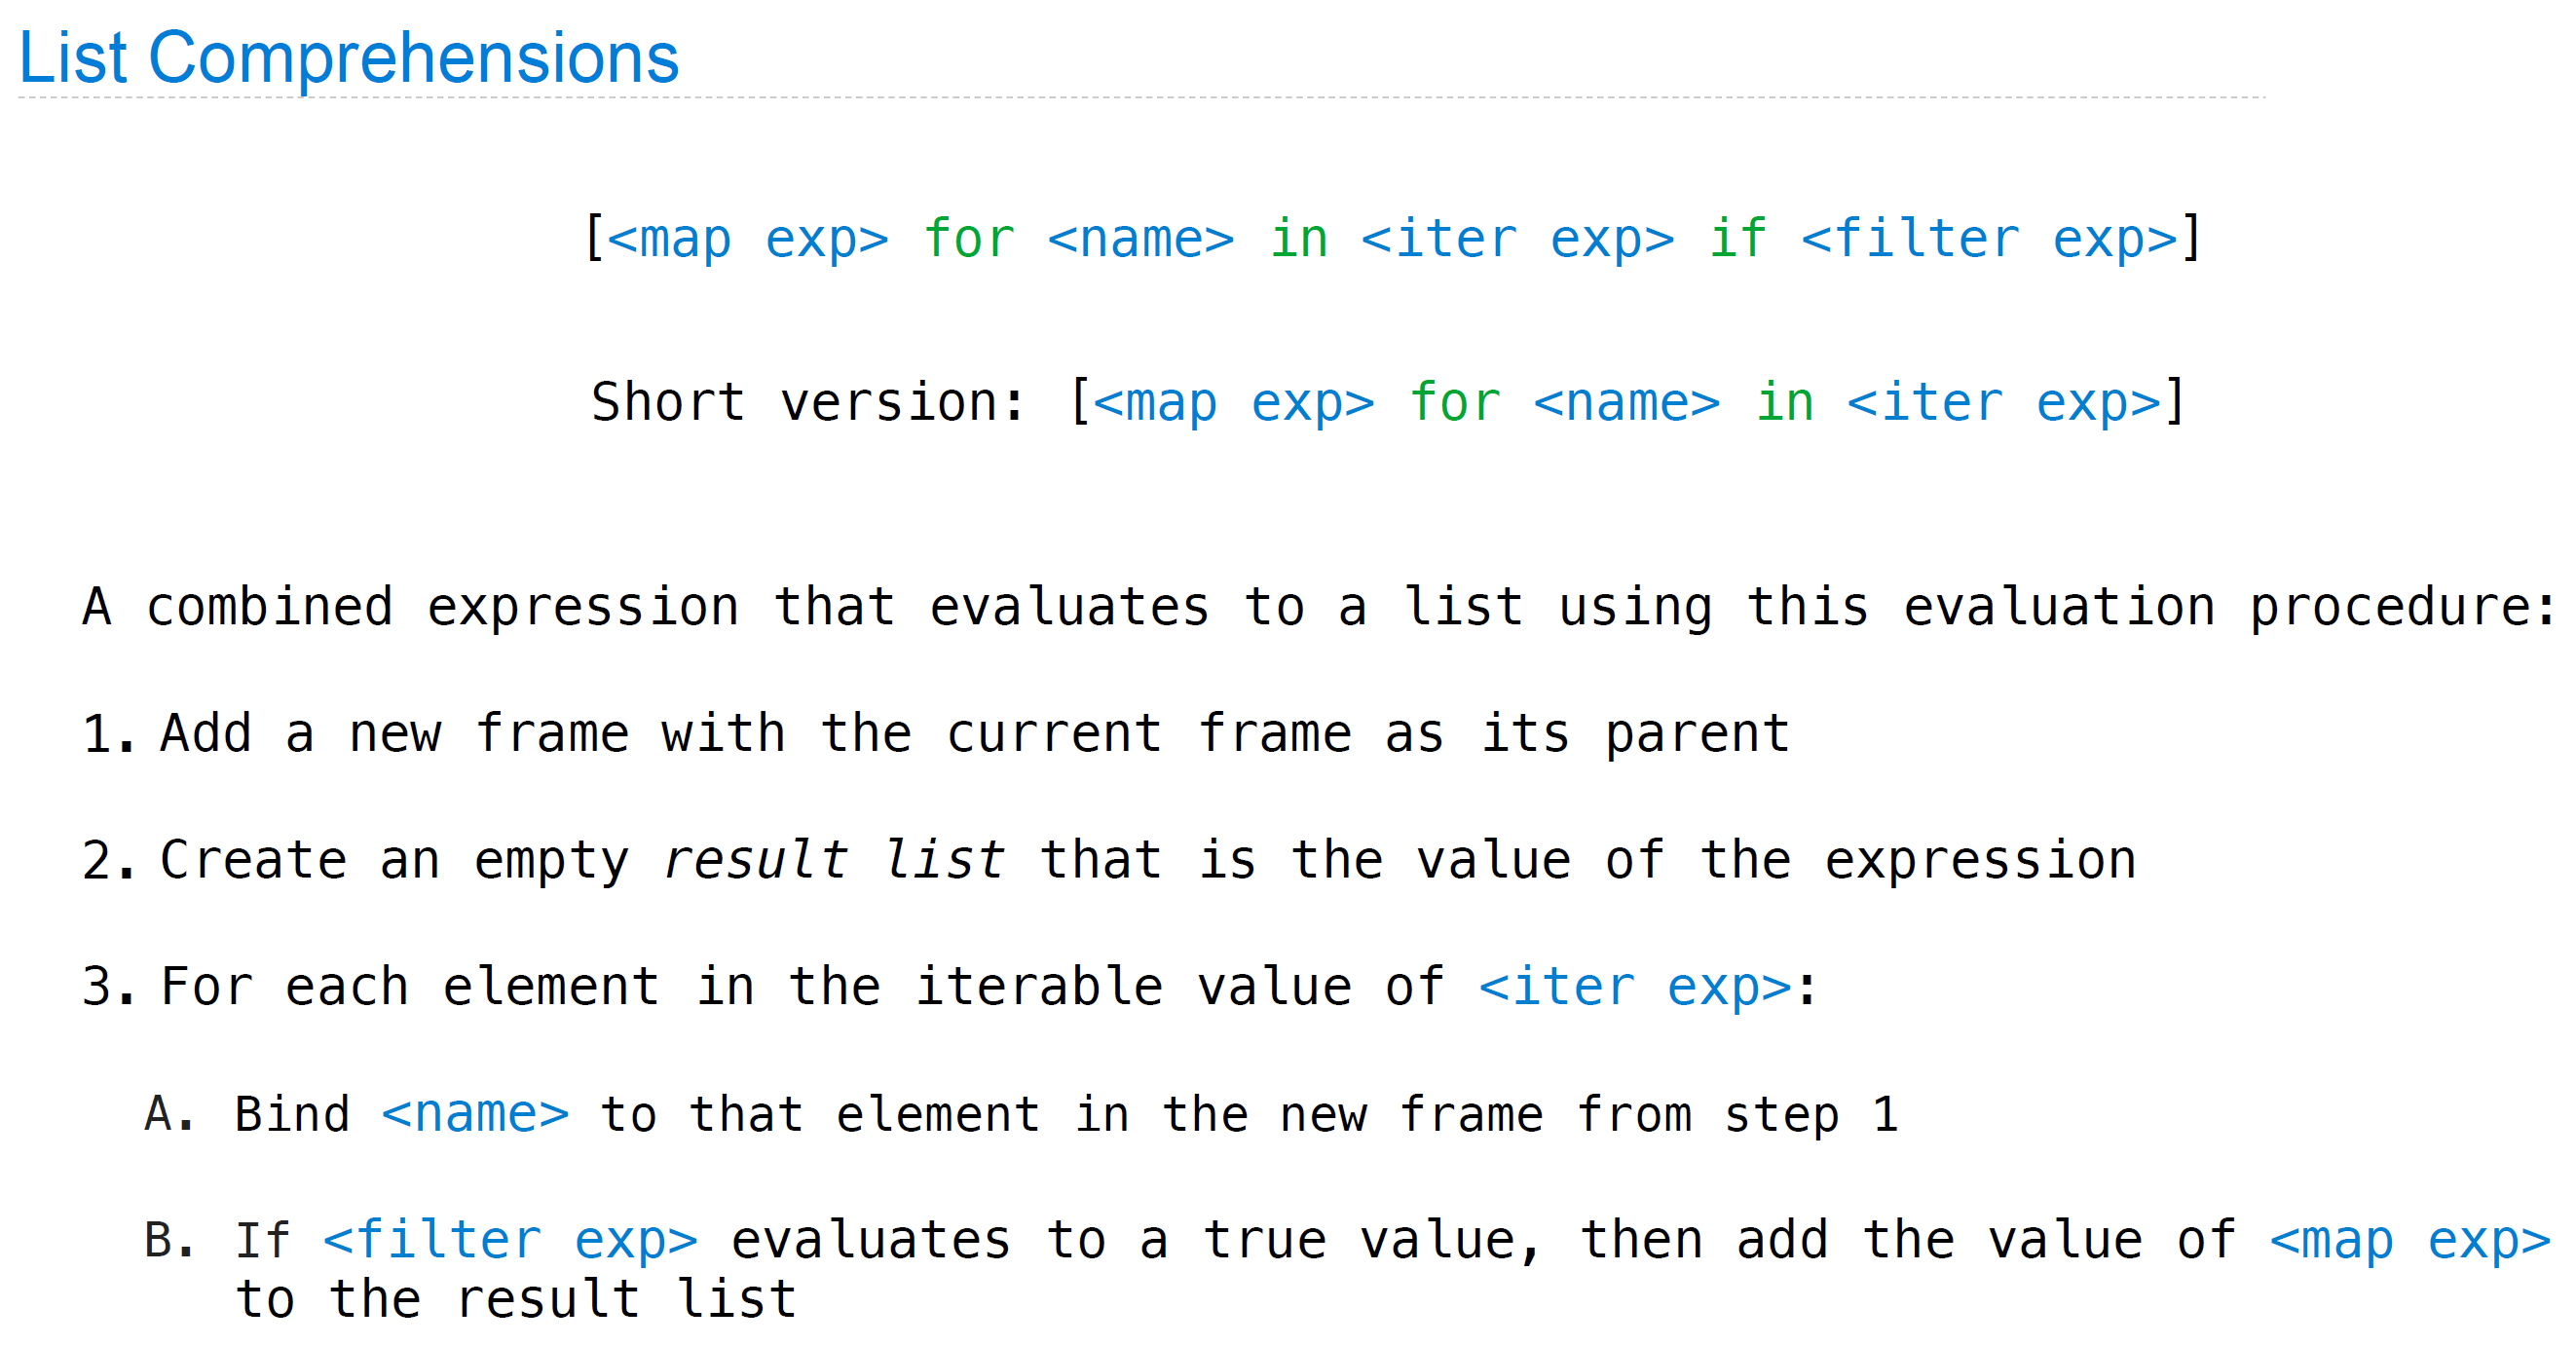 List Comprehensions
[<map exp> for <name> in <iter exp> if <filter exp>]
Short version: [<map exp> for <name> in <iter exp>]
A combined expression that evaluates to a list using this evaluation procedure:
1. Add a new frame with the current frame as its parent
2. Create an empty result list that is the value of the expression
3. For each element in the iterable value of <iter exp>:
A. Bind <name> to that element in the new frame from step 1
B. If <filter exp> evaluates to a true value, then add the value of <map exp>
to the result list